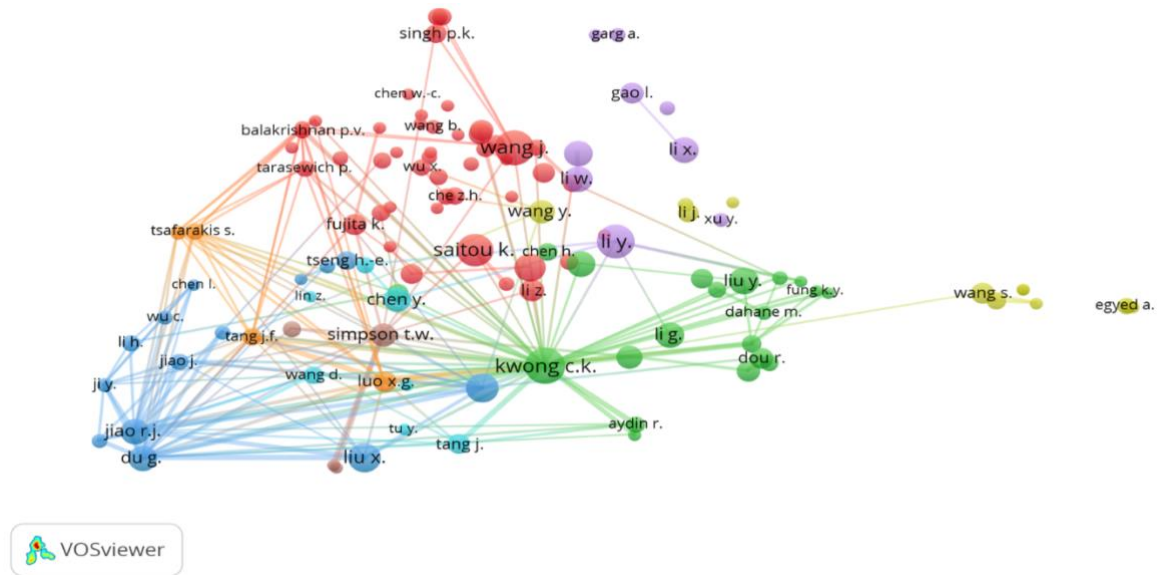 singh p.k.
garg a.
chen w.-c.
gao l.
balakrishnan p.v.
wang b.
wang j.
li x.
tarasewich p.
wu x.
li w.
che z.h.
wang y.
li j.
xu y.
tsafarakis s.
fujita k.
saitou k.
chen h.
li y.
tseng h.-e.
chen l.
lin z.
chen y.
li z.
liu y.
fung k.y.
wang s.
egyed a.
wu c.
dahane m.
li h.
tang j.f.
simpson t.w.
li g.
jiao j.
kwong c.k.
dou r.
ji y.
wang d.
luo x.g.
jiao r.j.
tu y.
aydin r.
du g.
liu x.
tang j.
VOSviewer